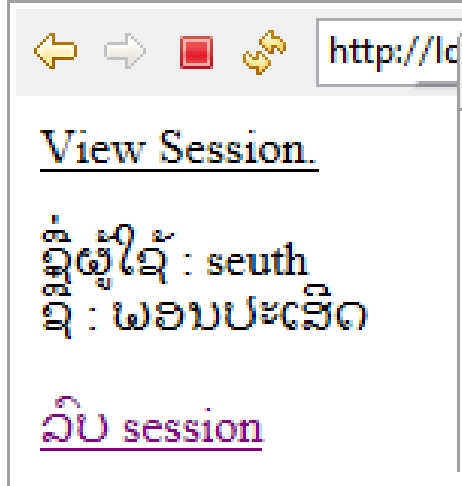 http://lo
View Session.
ຊື່ຜູ້ໃຊ້ : seuth
ຊື່ : ພອນປະເສີດ
ລົບ session